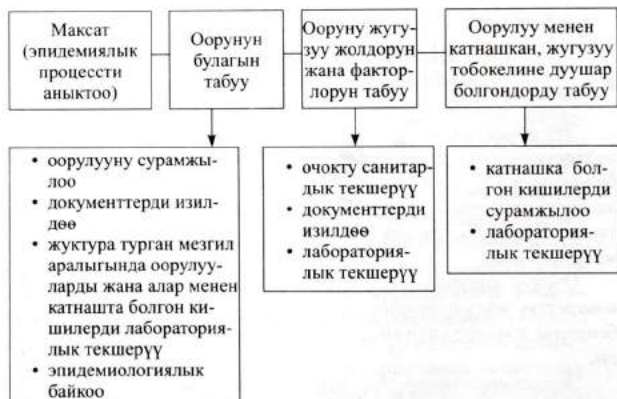 Максат
(эпидемиялык
процессти
аныктоо)
Оорунун
булагын
табуу
Ооруну жугу-
зуу жолдорун
жана фактор-
лорун табуу
Оорулуу менен
катнашкан, жугузуу
тобокелине дуушар
болгондорду табуу
• оорулууну сурамжы-
лоо
• документтерди изил-
дөө
• жуктура турган мезгил
аралыгында оорулуу-
ларды жана алар менен
катнашта болгон ки-
шилерди лаборатория-
лык текшерүү
• эпидемиологиялык
байкоо
• очокту санитар-
дык текшерүү
• документтерди
изилдөө
• лаборатория-
лык текшерүү
• катнашка бол-
гон кишилерди
сурамжылоо
• лаборатория-
лык текшерүү